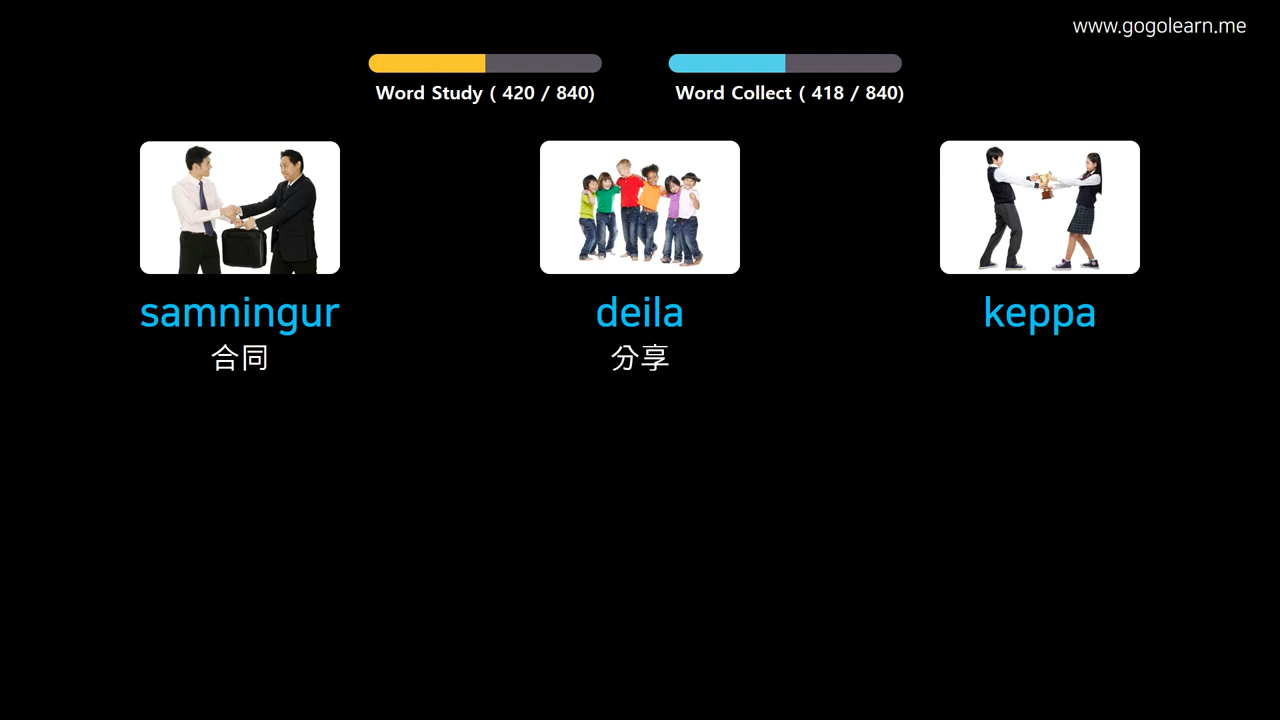 www.gogolearn.me
Word Study ( 420 / 840)
Word Collect ( 418 / 840)
samningur
deila
keppa
合同
分享